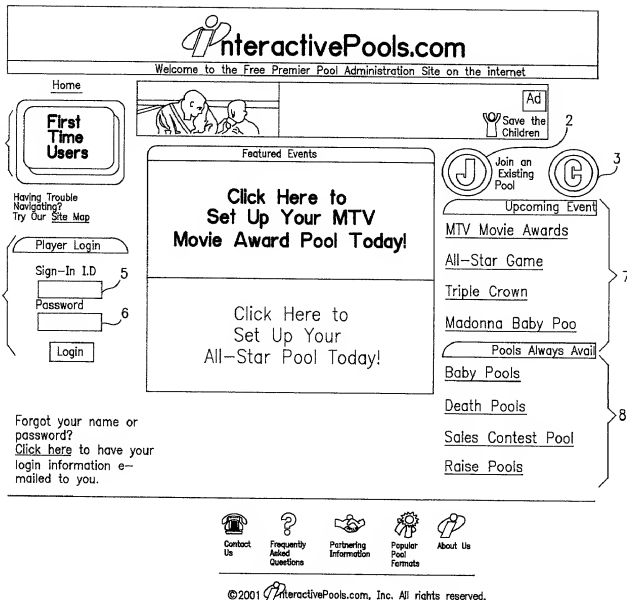 InteractivePools.com
Welcome to the Free Premier Pool Administration Site on the internet
Home
First
Time
Users
Having Trouble
Navigating?
Try Our Site Map
Player Login
Sign-In I.D
5
Password
6
Login
Forgot your name or
password?
Click here to have your
login information e-
mailed to you.
Ad
Save the
Children
Featured Events
Click Here to
Set Up Your MTV
Movie Award Pool Today!
Click Here to
Set Up Your
All-Star Pool Today!
2
J
Join an
Existing
Pool
C
3
Upcoming Event
MTV Movie Awards
All-Star Game
Triple Crown
Madonna Baby Poo
7
Pools Always Avail
Baby Pools
Death Pools
Sales Contest Pool
Raise Pools
8
Contact
Us
Frequently
Asked
Questions
Partnering
Information
Popular
Pool
Formats
About Us
©2001 InteractivePools.com, Inc. All rights reserved.